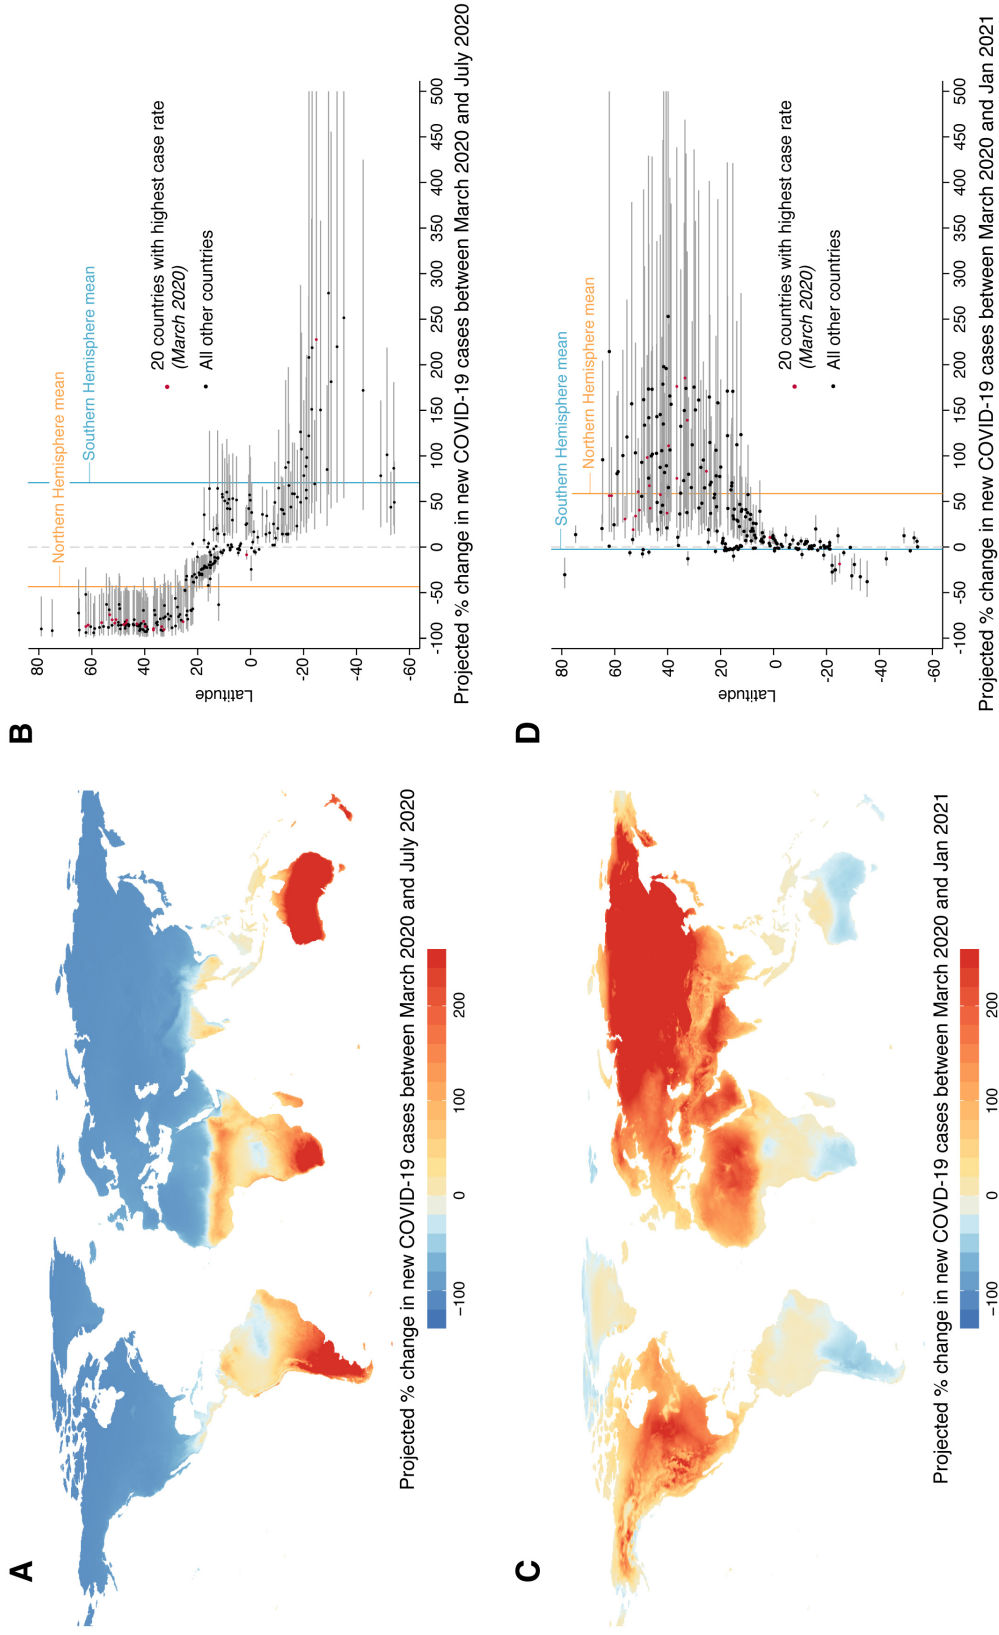 A
-100
0
100
200
Projected % change in new COVID-19 cases between March 2020 and July 2020
B
Northern Hemisphere mean
Southern Hemisphere mean
20 countries with highest case rate
(March 2020)
All other countries
Latitude
80
60
40
20
0
-20
-40
-60
-100
-50
0
50
100
150
200
250
300
350
400
450
500
Projected % change in new COVID-19 cases between March 2020 and July 2020
C
-100
0
100
200
Projected % change in new COVD-19 cases between March 2020 and Jan 2021
D
Southern Hemisphere mean
Northern Hemisphere mean
20 countries with highest case rate
(March 2020)
All other countries
Latitude
80
60
40
20
0
-20
-40
-60
-100
-50
0
50
100
150
200
250
300
350
400
450
500
Projected % change in new COVID-19 cases between March 2020 and Jan 2021